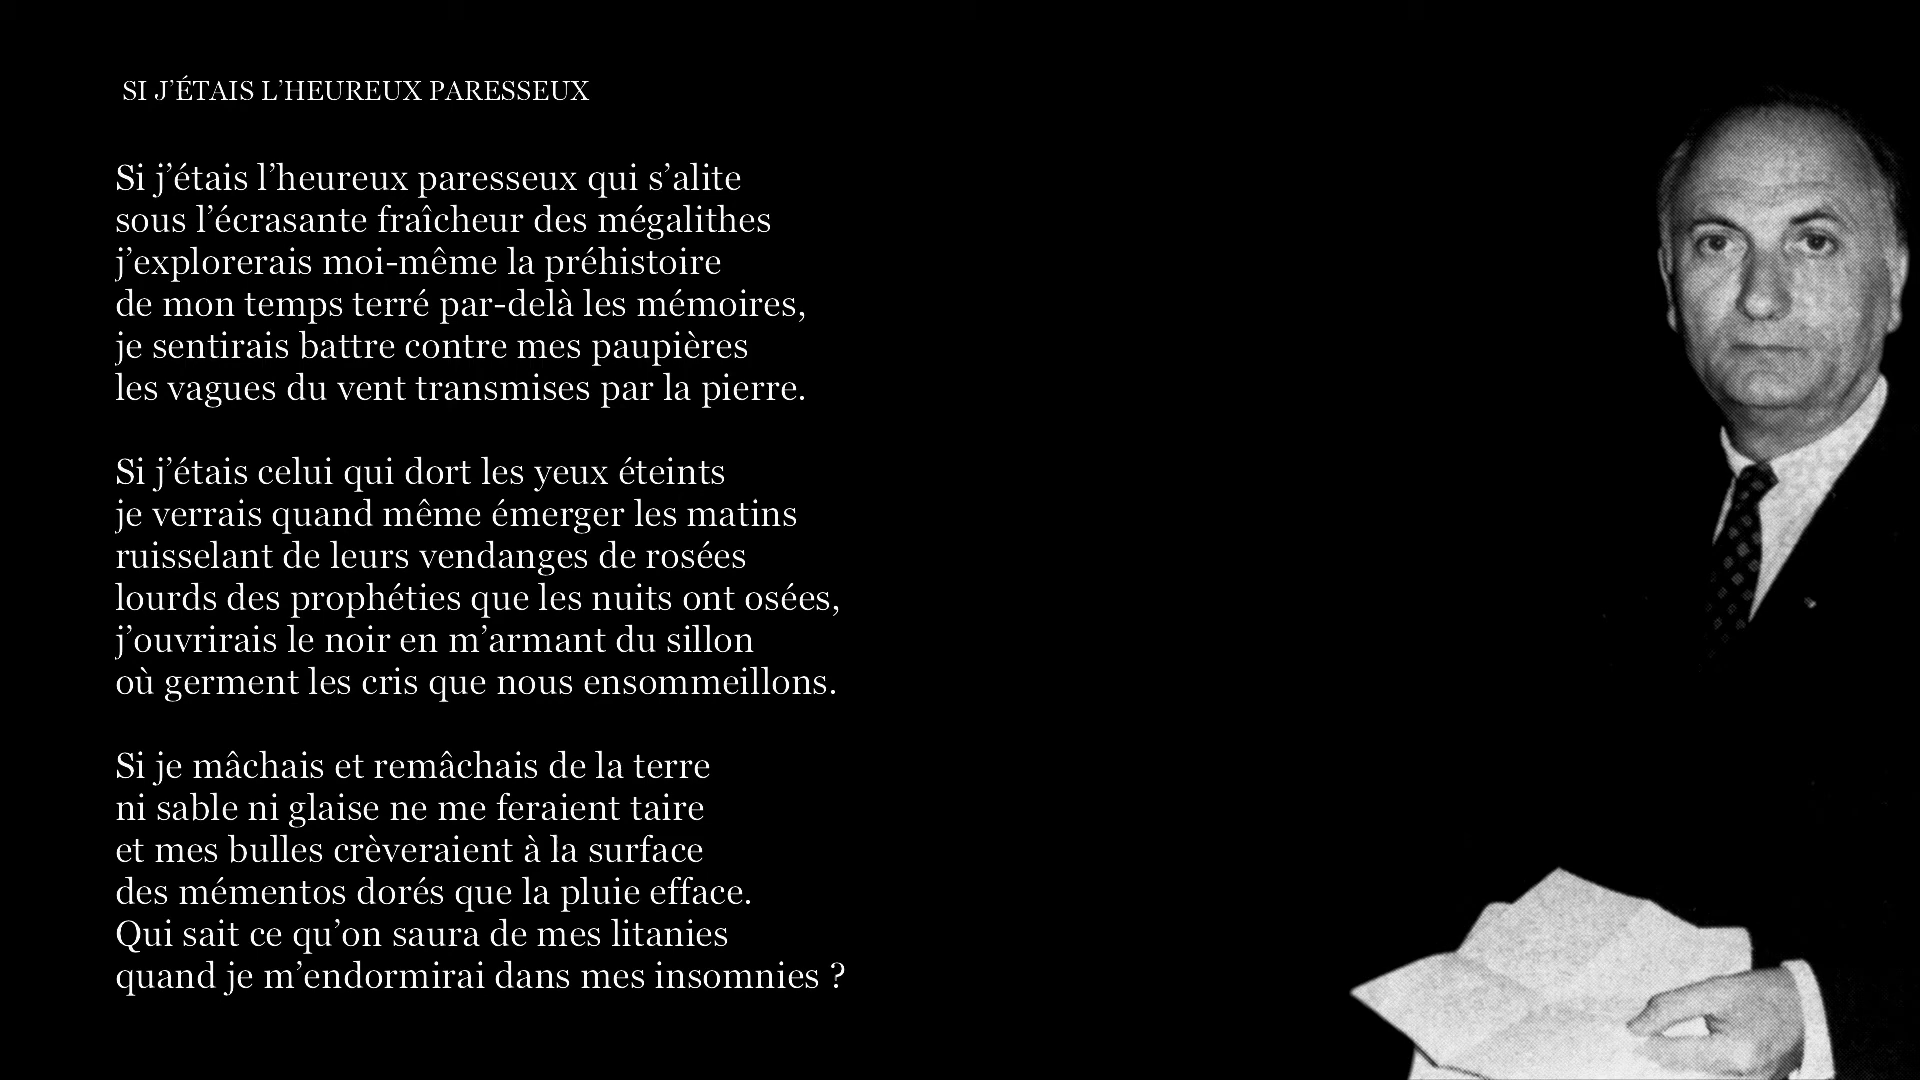 SI J’ÉTAIS L’HEUREUX PARESSEUX
Si j’étais l’heureux paresseux qui s’alite
sous l’écrasante fraîcheur des mégalithes
j’explorerais moi-même la préhistoire
de mon temps terré par-delà les mémoires,
je sentirais battre contre mes paupières
les vagues du vent transmises par la pierre.
Si j’étais celui qui dort les yeux éteints
je verrais quand même émerger les matins
ruisselant de leurs vendanges de rosées
lourds des prophéties que les nuits ont osées,
j’ouvrirais le noir en m’armant du sillon
où germent les cris que nous ensommeillons.
Si je mâchais et remâchais de la terre
ni sable ni glaise ne me feraient taire
et mes bulles crèveraient à la surface
des mémentos dorés que la pluie efface.
Qui sait ce qu’on saura de mes litanies
quand je m’endormirai dans mes insomnies ?